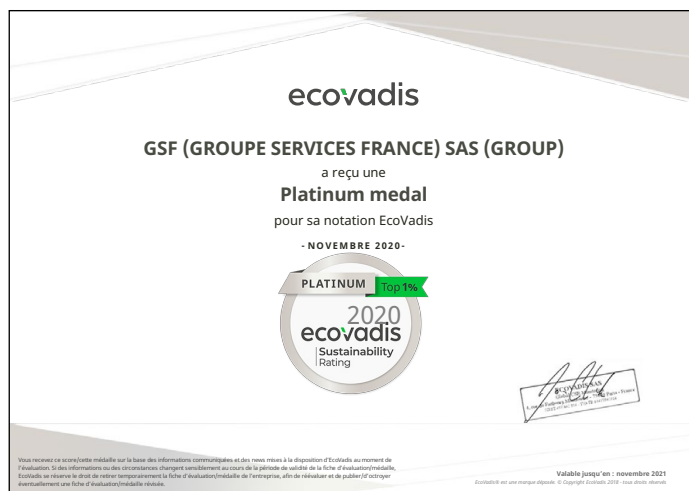 ecovadis
GSF (GROUPE SERVICES FRANCE) SAS (GROUP)
a reçu une
Platinum medal
pour sa notation EcoVadis
- NOVEMBRE 2020-
PLATINUM Top 1%
2020
ecovadis
Sustainability
Rating
ECOVADIS SAS
Vous recevez ce score/cette médaille sur la base des informations communiquées et des news mises à la disposition d'EcoVadis au moment de
l'évaluation. Si des informations ou des circonstances changent sensiblement au cours de la période de validité de la fiche d'évaluation/médaille,
EcoVadis se réserve le droit de retirer temporairement la fiche d'évaluation/médaille de l'entreprise, afin de réévaluer et de publier/d'octroyer
éventuellement une fiche d'évaluation/médaille révisée.
Valable jusqu'en : novembre 2021
EcoVadis® est une marque déposée. © Copyright EcoVadis 2018 - tous droits réservés